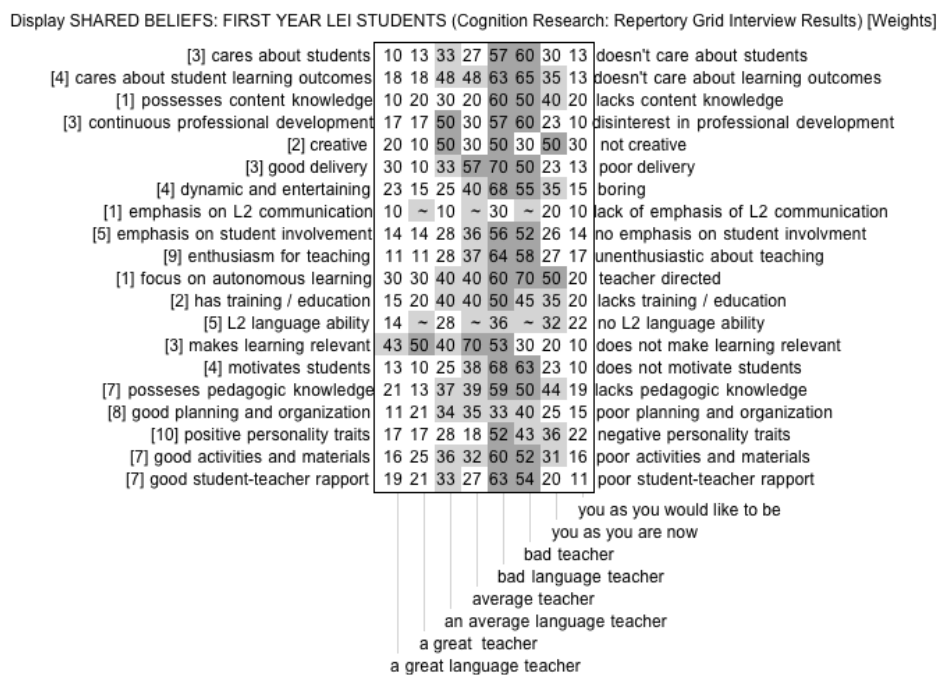 Display SHARED BELIEFS: FIRST YEAR LEI STUDENTS (Cognition Research: Repertory Grid Interview Results) [Weights]
[3] cares about students 10 13 33 27 57 60 30 13 doesn't care about students
[4] cares about student learning outcomes 18 18 48 48 63 65 35 13 doesn't care about learning outcomes
[1] possesses content knowledge 10 20 30 20 60 50 40 20 lacks content knowledge
[3] continuous professional development 17 17 50 30 57 60 23 10 disinterest in professional development
[2] creative 20 10 50 30 50 30 50 30 not creative
[3] good delivery 30 10 33 57 70 50 23 13 poor delivery
[4] dynamic and entertaining 23 15 25 40 68 55 35 15 boring
[1] emphasis on L2 communication 10 ~ 10 ~ 30 ~ 20 10 lack of emphasis of L2 communication
[5] emphasis on student involvement 14 14 28 36 56 52 26 14 no emphasis on student involvment
[9] enthusiasm for teaching 11 11 28 37 64 58 27 17 unenthusiastic about teaching
[1] focus on autonomous learning 30 30 40 40 60 70 50 20 teacher directed
[2] has training / education 15 20 40 40 50 45 35 20 lacks training / education
[5] L2 language ability 14 ~ 28 ~ 36 ~ 32 22 no L2 language ability
[3] makes learning relevant 43 50 40 70 53 30 20 10 does not make learning relevant
[4] motivates students 13 10 25 38 68 63 23 10 does not motivate students
[7] posseses pedagogic knowledge 21 13 37 39 59 50 44 19 lacks pedagogic knowledge
[8] good planning and organization 11 21 34 35 33 40 25 15 poor planning and organization
[10] positive personality traits 17 17 28 18 52 43 36 22 negative personality traits
[7] good activities and materials 16 25 36 32 60 52 31 16 poor activities and materials
[7] good student-teacher rapport 19 21 33 27 63 54 20 11 poor student-teacher rapport
you as you would like to be
you as you are now
bad teacher
bad language teacher
average teacher
an average language teacher
a great teacher
a great language teacher